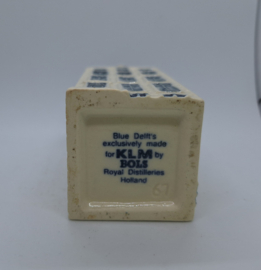 Blue Delft's
exclusively made
for KLM by
BOLS
Royal Distilleries
Holland